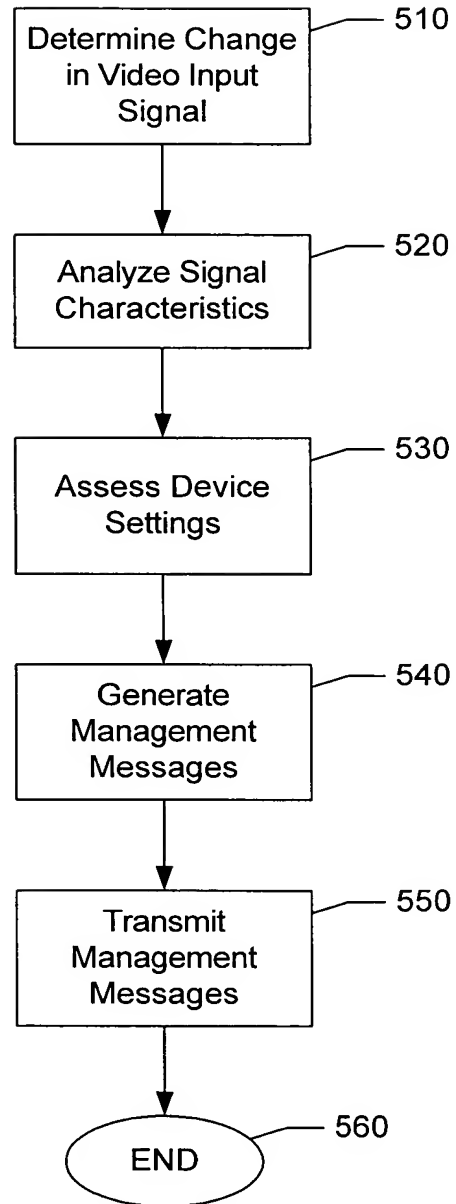 Determine Change
in Video Input
Signal
510
Analyze Signal
Characteristics
520
Assess Device
Settings
530
Generate
Management
Messages
540
Transmit
Management
Messages
550
END
560